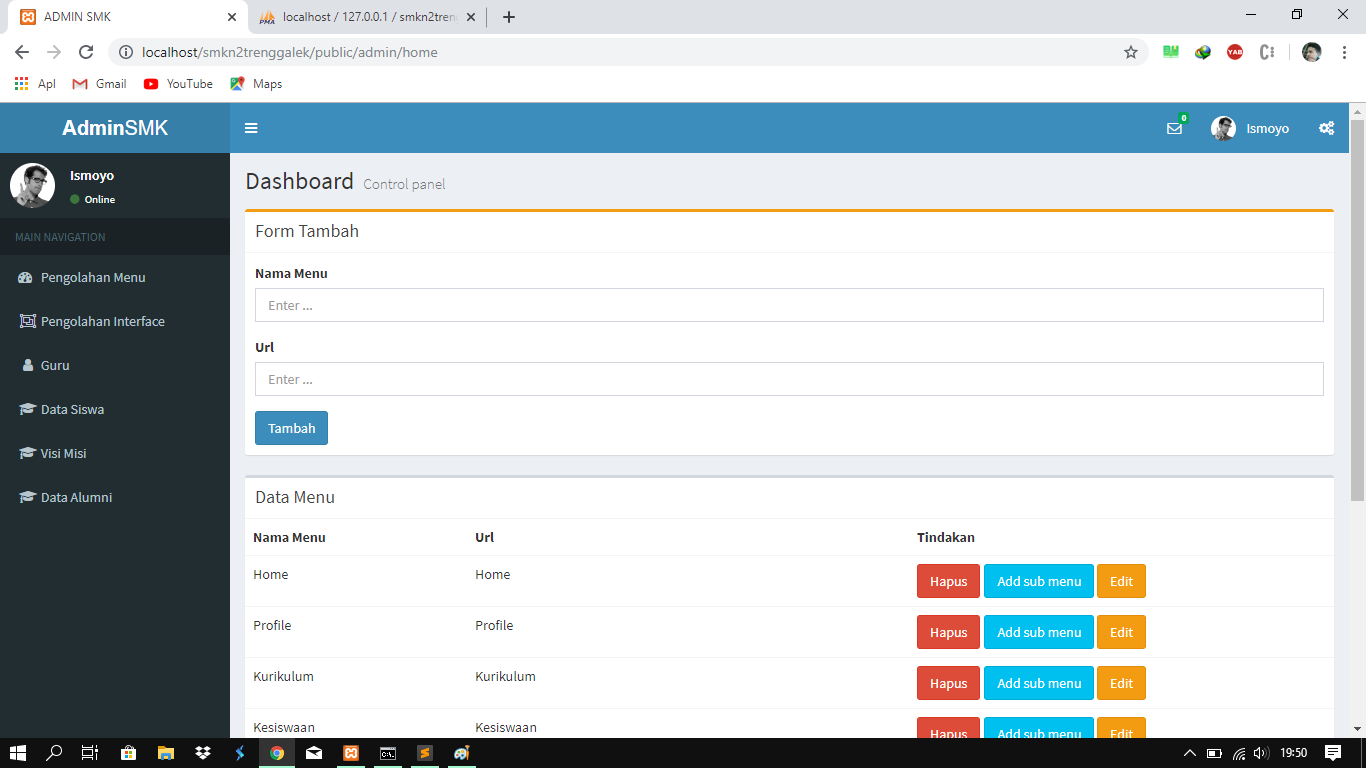 ADMIN SMK
localhost / 127.0.0.1 / smkn2tren
localhost/smkn2trenggalek/public/admin/home
Apl Gmail YouTube Maps
AdminSMK
0
Ismoyo
Ismoyo
Online
MAIN NAVIGATION
Pengolahan Menu
Pengolahan Interface
Guru
Data Siswa
Visi Misi
Data Alumni
Dashboard Control panel
Form Tambah
Nama Menu
Enter ...
Url
Enter ...
Tambah
Data Menu
Nama Menu Url Tindakan
Home Home Hapus Add sub menu Edit
Profile Profile Hapus Add sub menu Edit
Kurikulum Kurikulum Hapus Add sub menu Edit
Kesiswaan Kesiswaan Hapus Add sub menu Edit
19:50